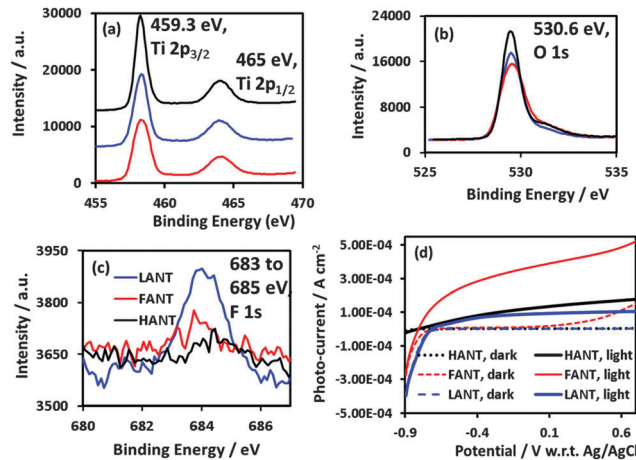 (a)
459.3 eV,
Ti 2p3/2
465 eV,
Ti 2p1/2
Intensity / a.u.
30000
20000
10000
0
455 460 465 470
Binding Energy (eV)
(b)
530.6 eV,
O 1s
Intensity / a.u.
24000
16000
8000
0
525 530 535
Binding Energy / eV
(c)
683 to
685 eV,
F 1s
LANT
FANT
HANT
Intensity / a.u.
3950
3800
3650
3500
680 682 684 686
Binding Energy / eV
(d)
Photo-current / A cm-2
5.00E-04
3.00E-04
1.00E-04
-1.00E-04
-3.00E-04
-5.00E-04
HANT, dark HANT, light
FANT, dark FANT, light
LANT, dark LANT, light
-0.9 -0.4 0.1 0.6
Potential / V w.r.t. Ag/AgCl